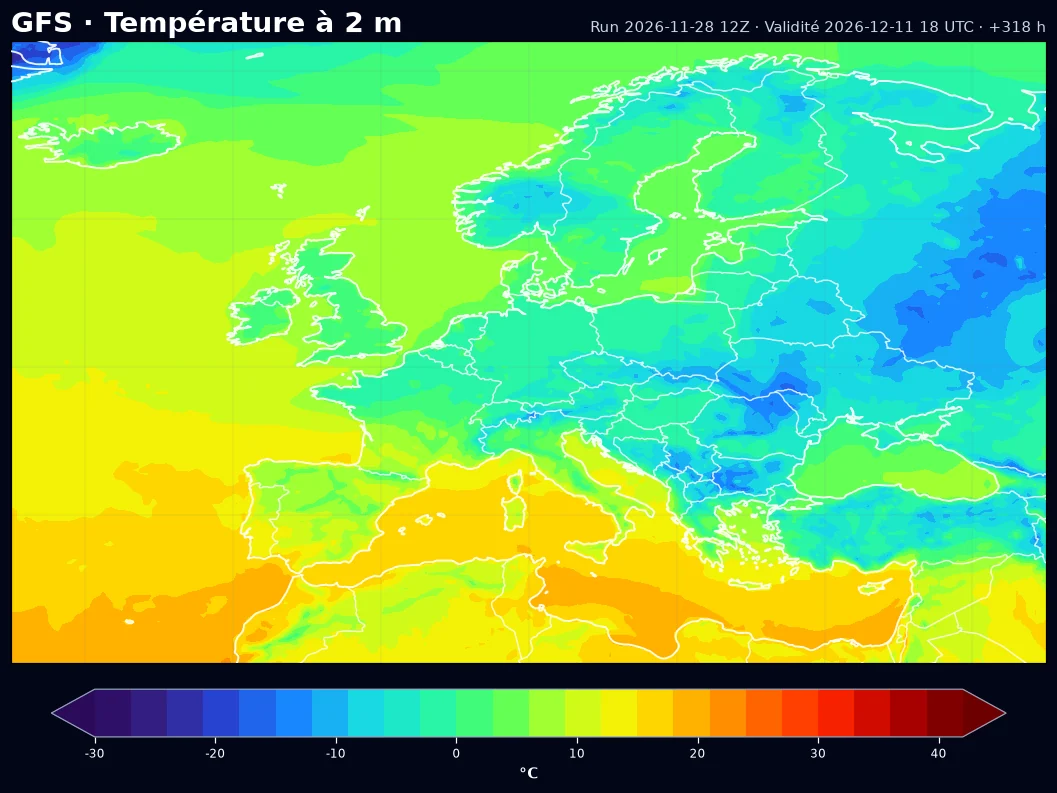 GFS · Température à 2 m
Run 2026-11-28 12Z · Validité 2026-12-11 18 UTC · +318 h
-30 -20 -10 0 10 20 30 40
°C